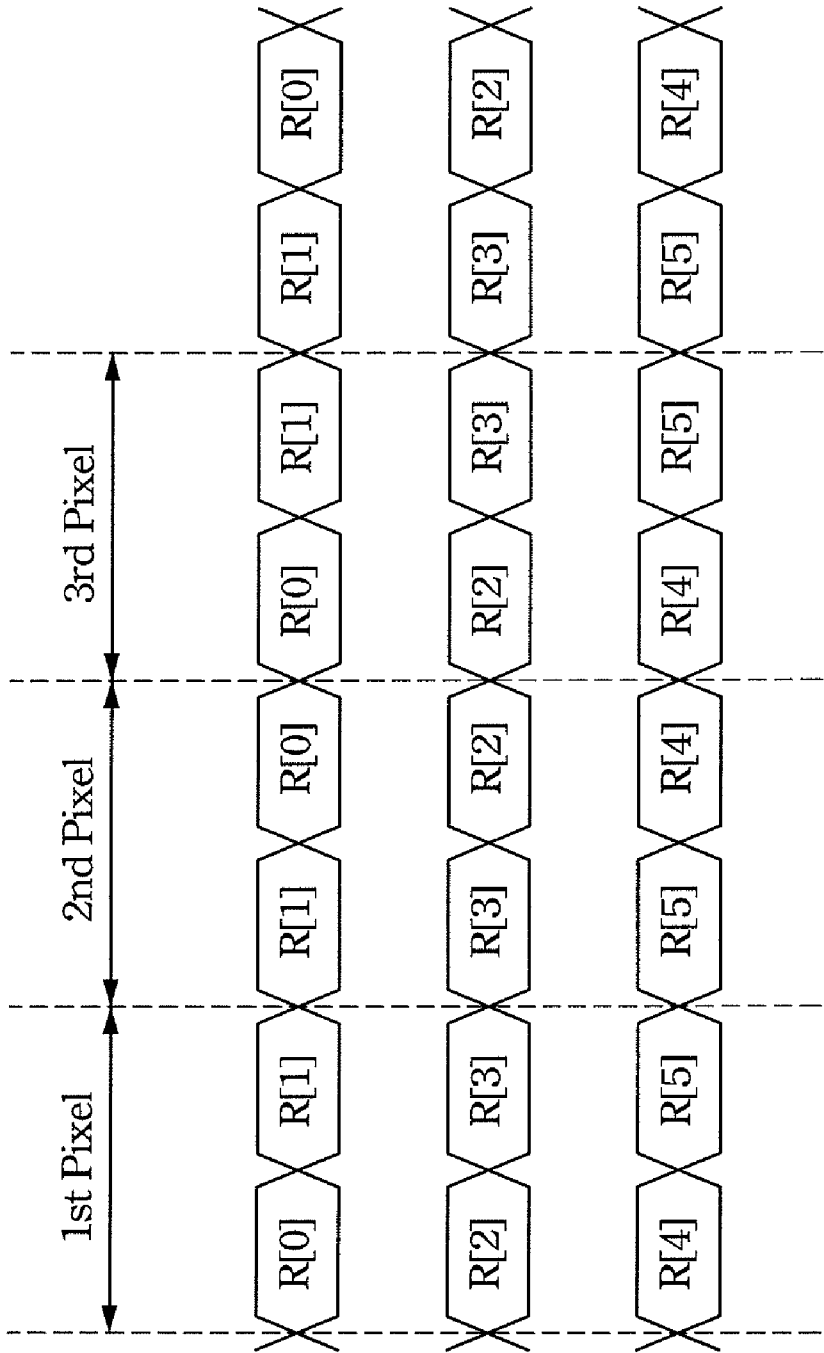 1st Pixel 2nd Pixel 3rd Pixel
R[0] R[1] R[1] R[0] R[0] R[1] R[1] R[0]
R[2] R[3] R[3] R[2] R[2] R[3] R[3] R[2]
R[4] R[5] R[5] R[4] R[4] R[5] R[5] R[4]